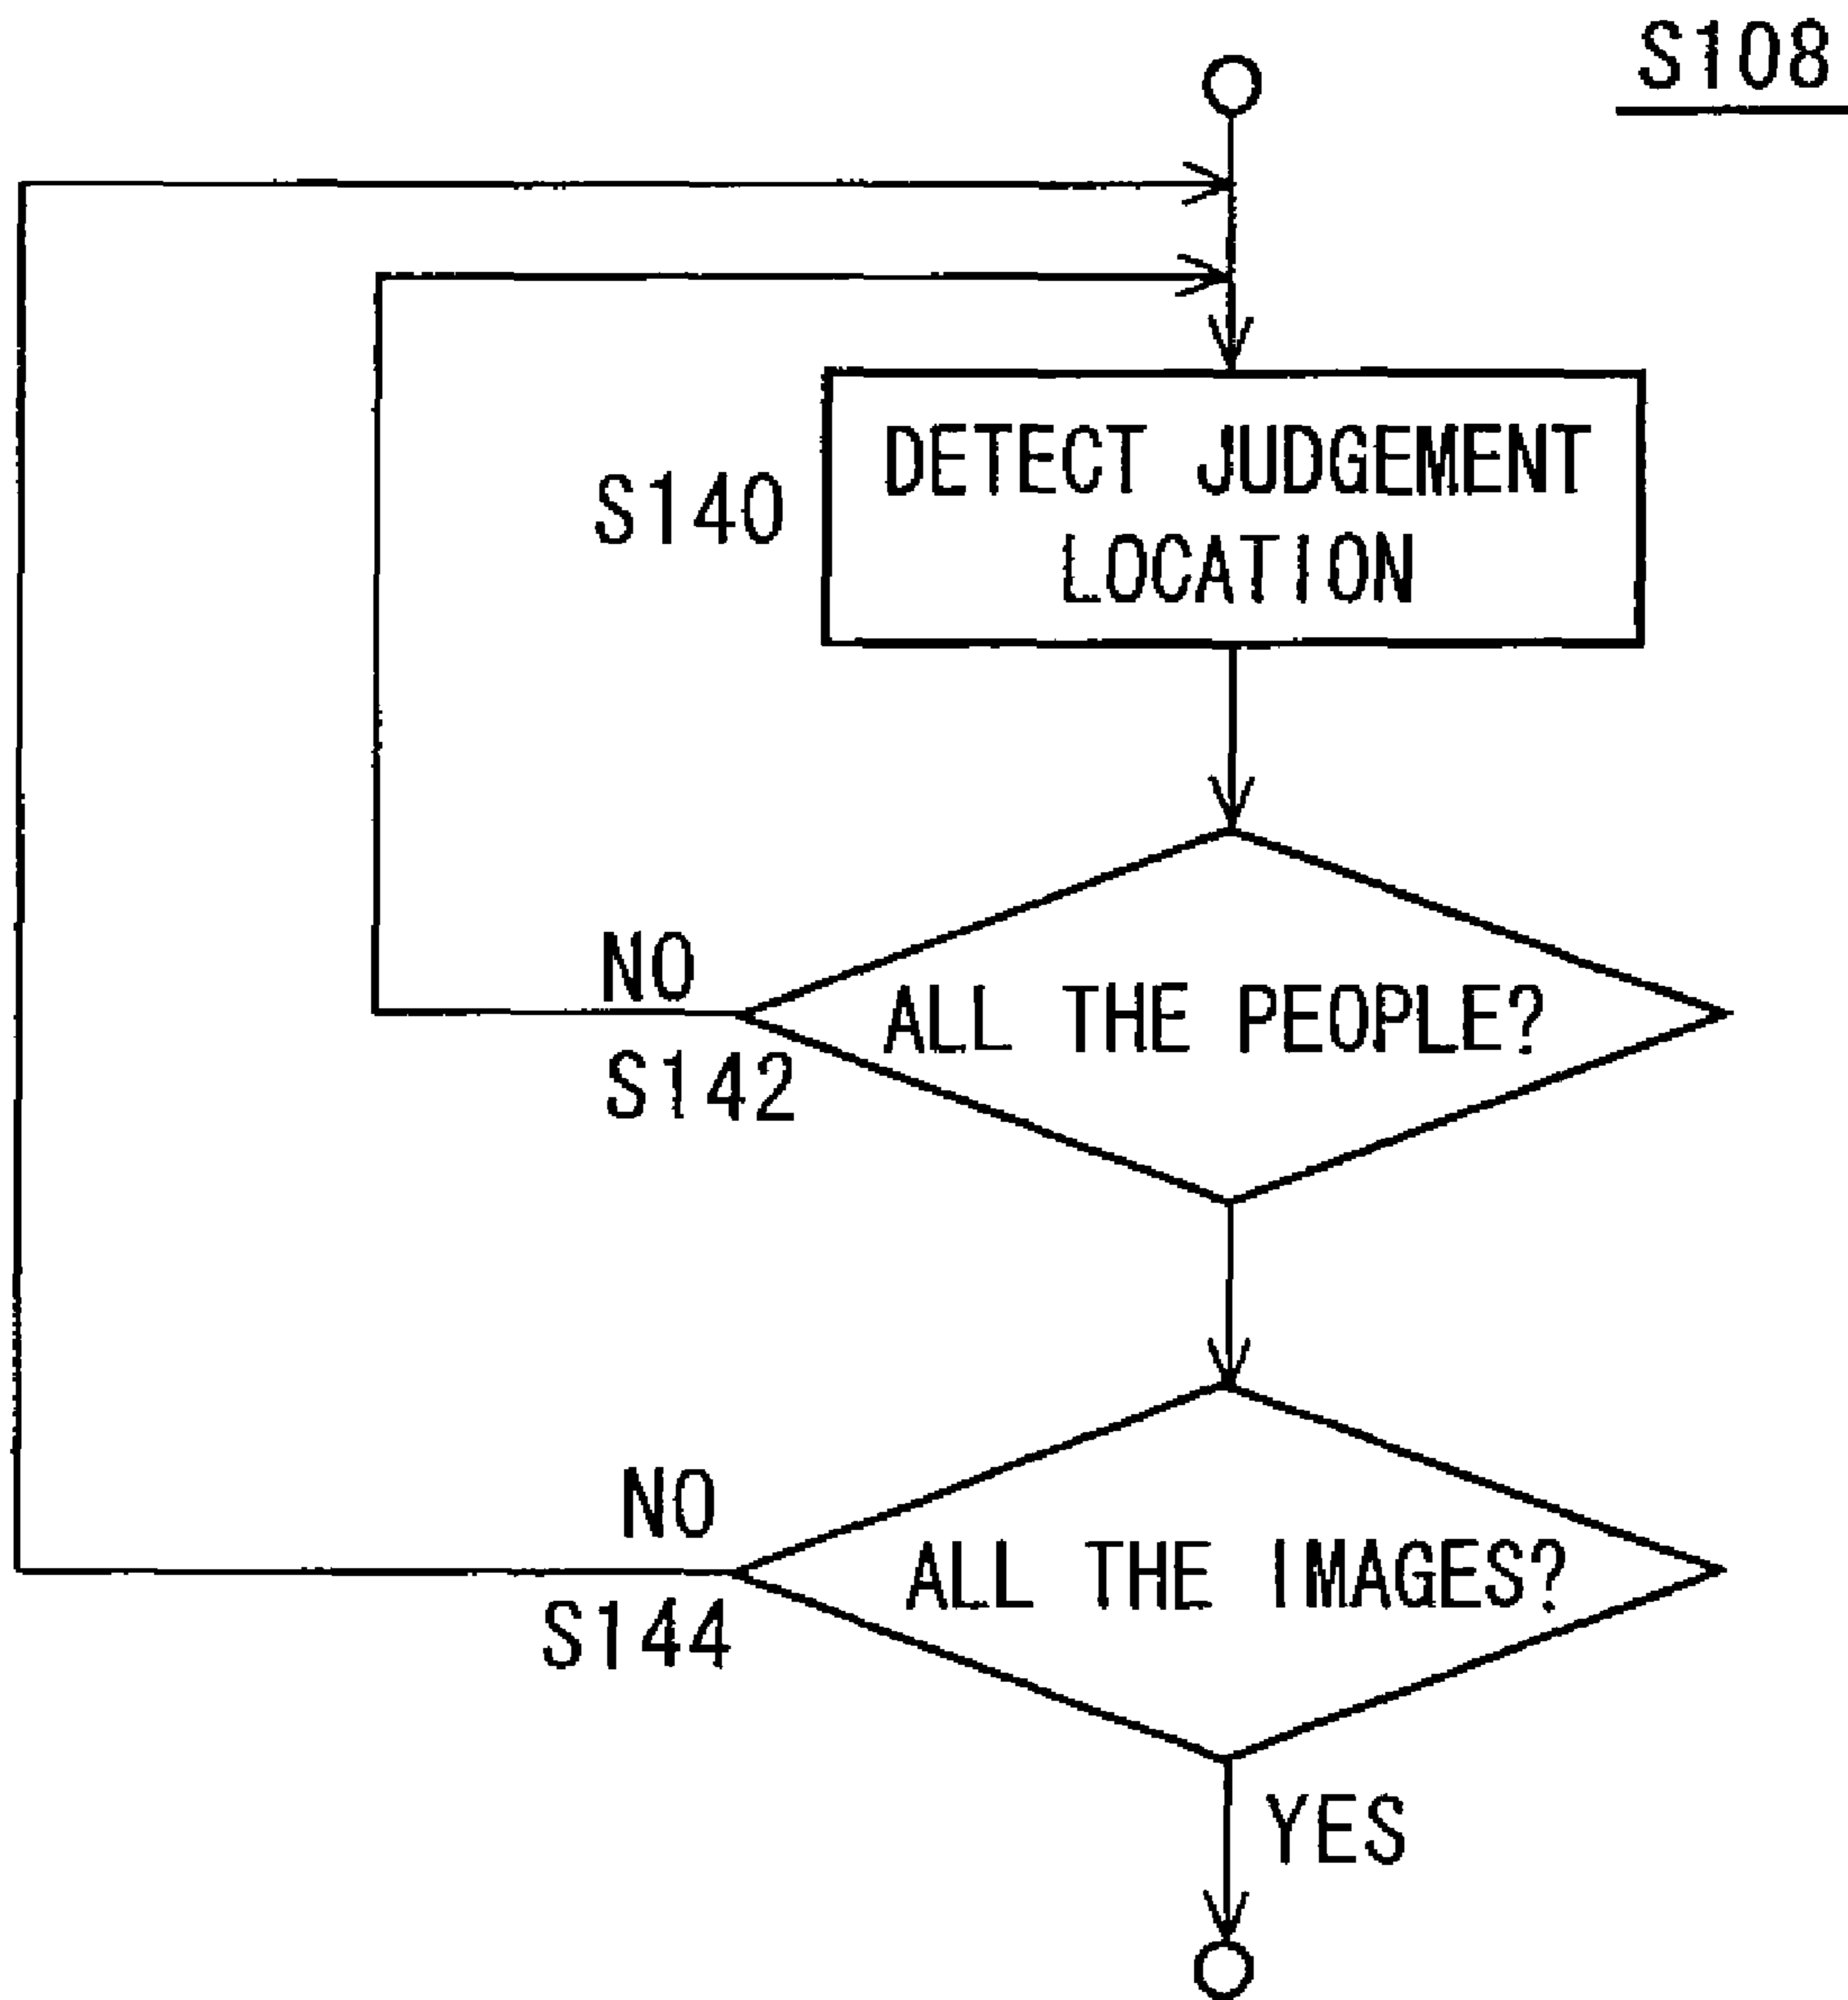 S108
S140
DETECT JUDGEMENT
LOCATION
NO
ALL THE PEOPLE?
S142
NO
ALL THE IMAGES?
S144
YES